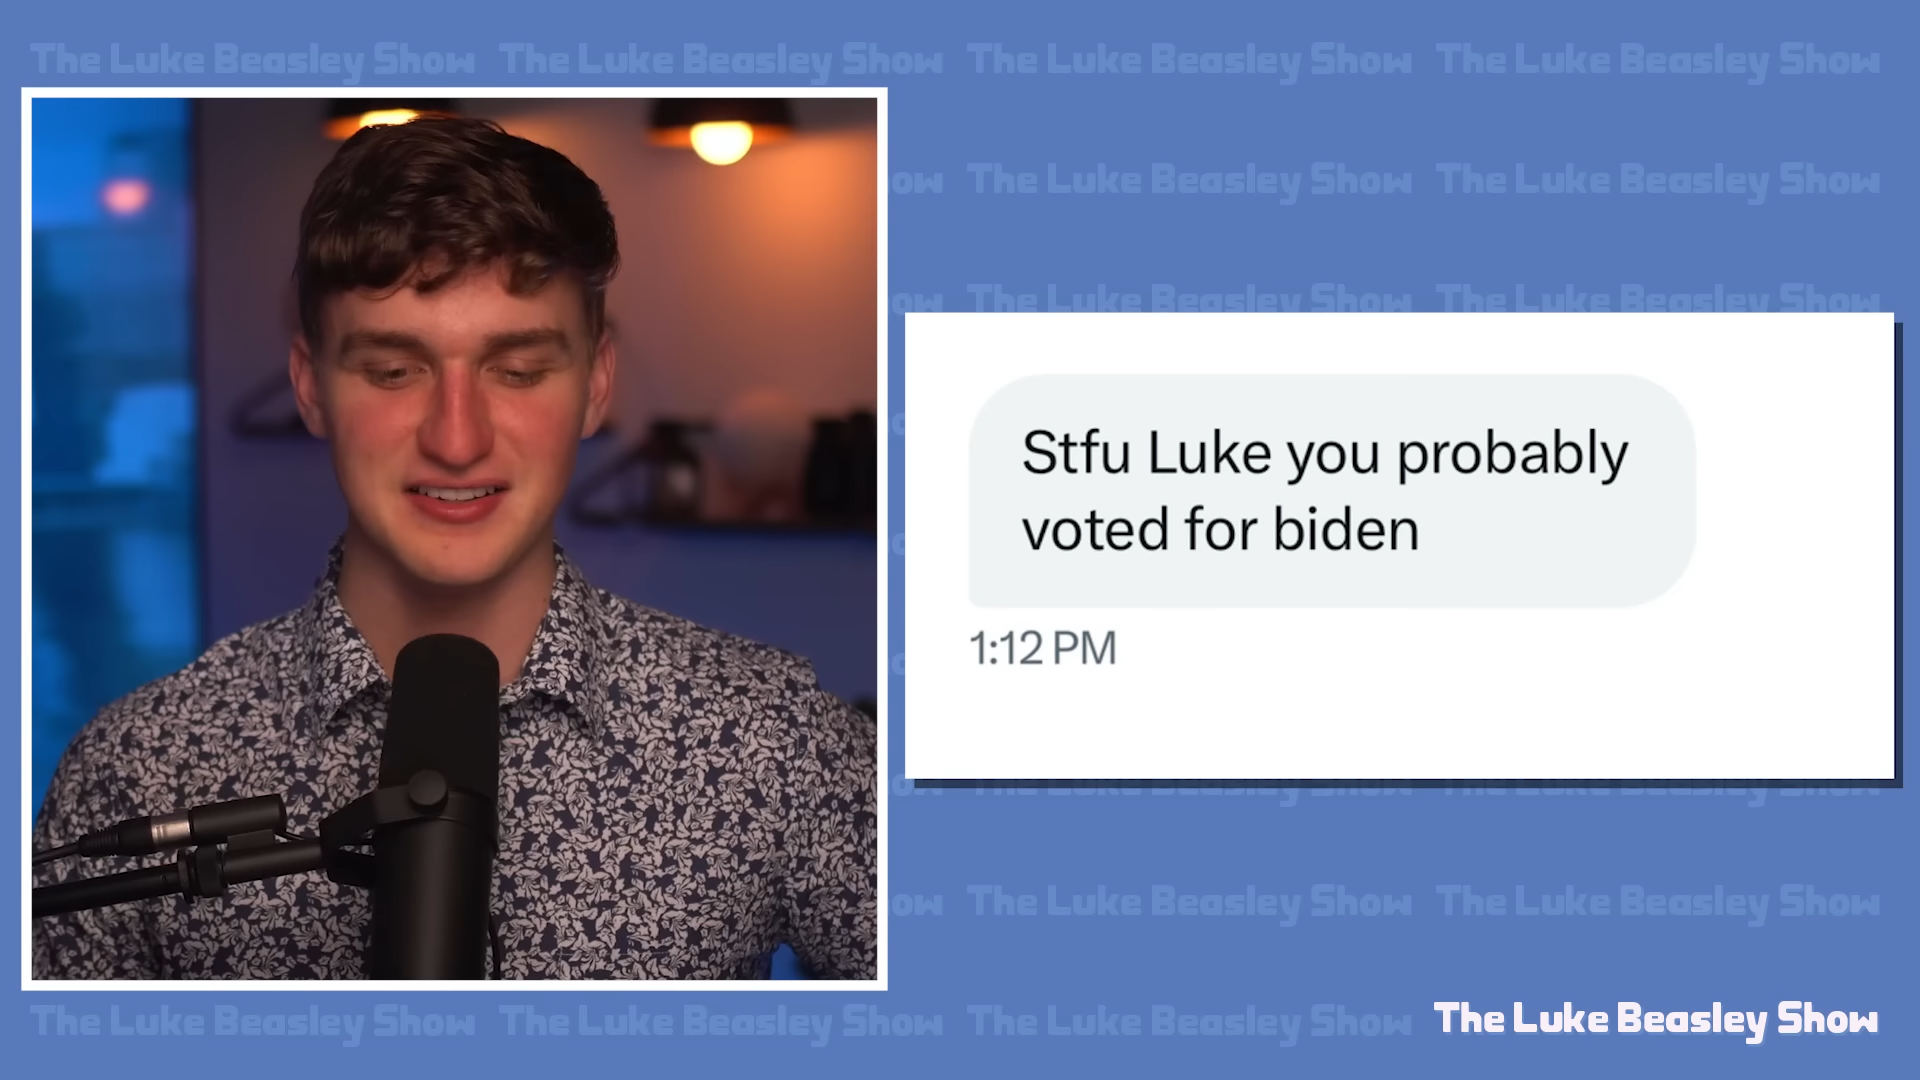 The Luke Beasley Show The Luke Beasley Show The Luke Beasley Show The Luke Beasley Show
The Luke Beasley Show The Luke Beasley Show
The Luke Beasley Show The Luke Beasley Show
Stfu Luke you probably
voted for biden
1:12 PM
The Luke Beasley Show The Luke Beasley Show
The Luke Beasley Show The Luke Beasley Show The Luke Beasley Show The Luke Beasley Show